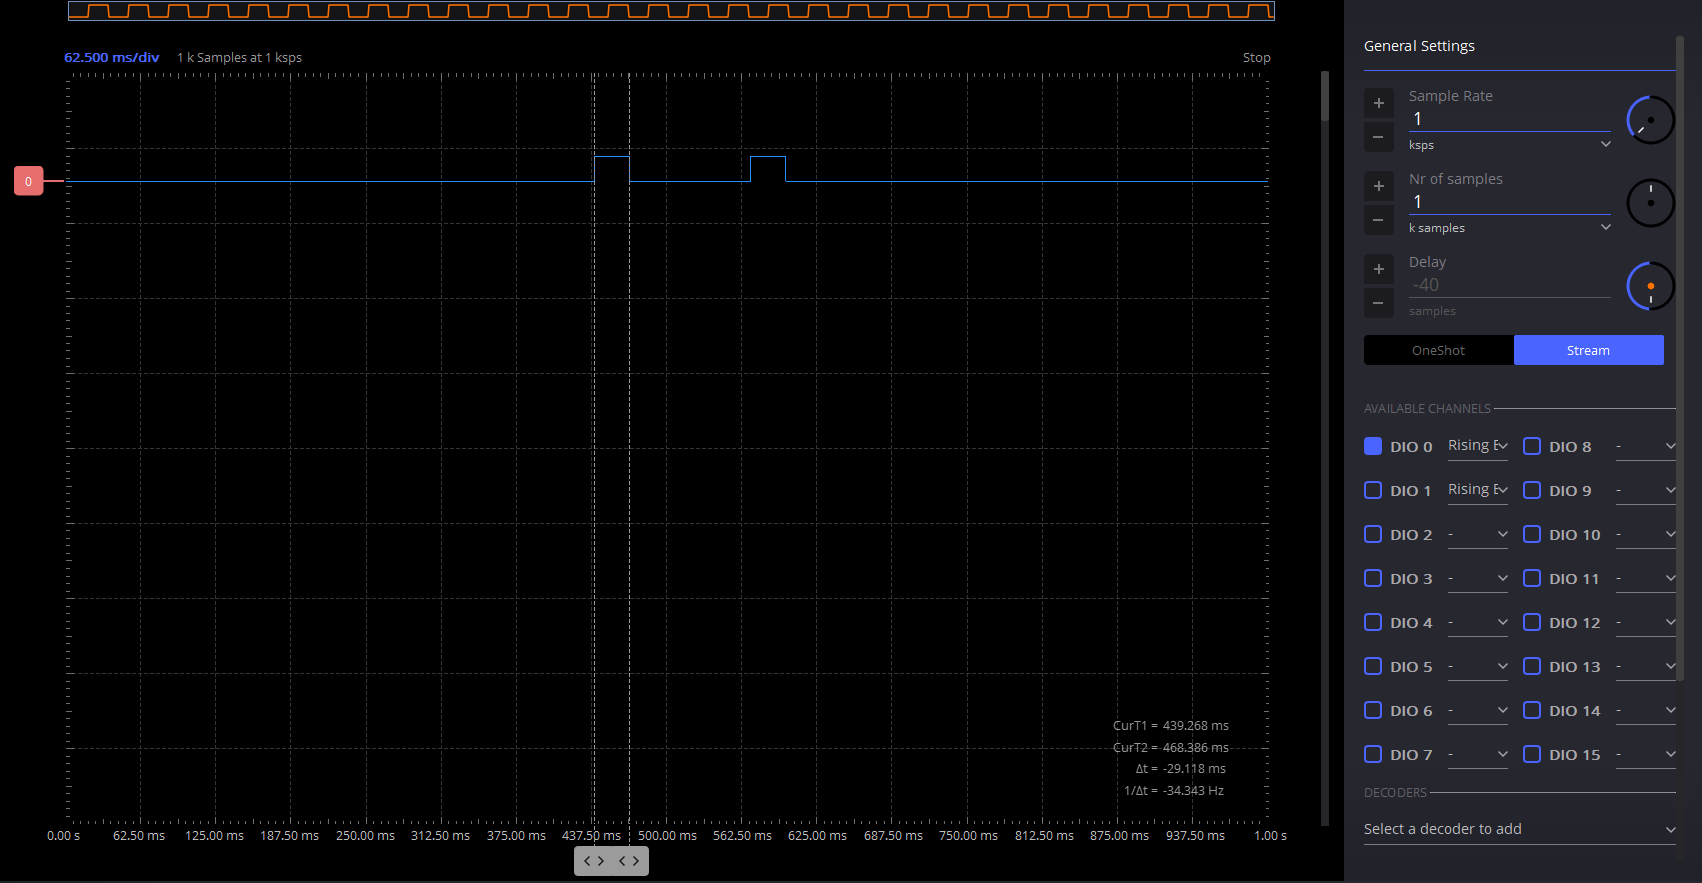 62.500 ms/div 1 k Samples at 1 ksps Stop
0
CurT1 = 439.268 ms
CurT2 = 468.386 ms
Δt = -29.118 ms
1/Δt = -34.343 Hz
0.00 s 62.50 ms 125.00 ms 187.50 ms 250.00 ms 312.50 ms 375.00 ms 437.50 ms 500.00 ms 562.50 ms 625.00 ms 687.50 ms 750.00 ms 812.50 ms 875.00 ms 937.50 ms 1.00 s
General Settings
Sample Rate
1
ksps
Nr of samples
1
k samples
Delay
-40
samples
OneShot Stream
AVAILABLE CHANNELS
DIO 0 Rising E DIO 8 -
DIO 1 Rising E DIO 9 -
DIO 2 - DIO 10 -
DIO 3 - DIO 11 -
DIO 4 - DIO 12 -
DIO 5 - DIO 13 -
DIO 6 - DIO 14 -
DIO 7 - DIO 15 -
DECODERS
Select a decoder to add